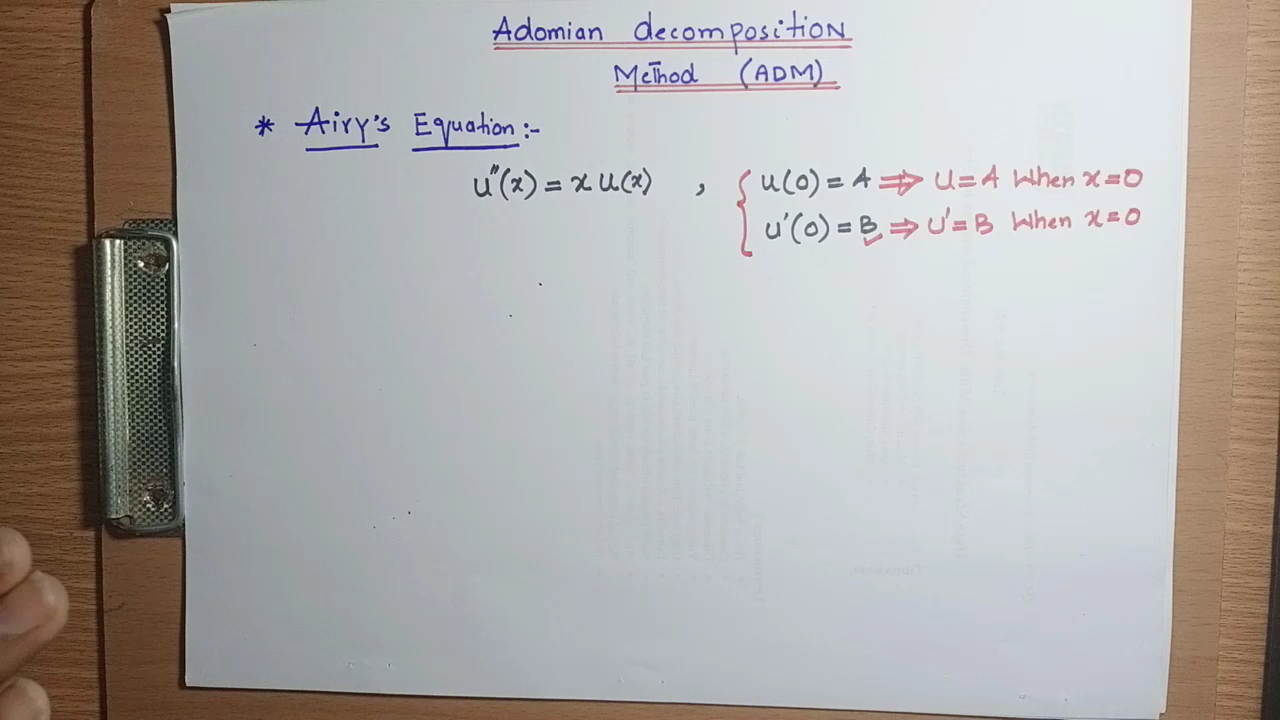 Adomian decomposition
Method (ADM)
* Airy's Equation:-
u''(x) = x u(x) , { u(0) = A ⇒ U = A When x = 0
u'(0) = B ⇒ U' = B When x = 0